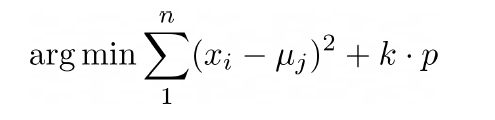 $$\arg\min \sum_{1}^{n} (x_i - \mu_j)^2 + k \cdot p$$